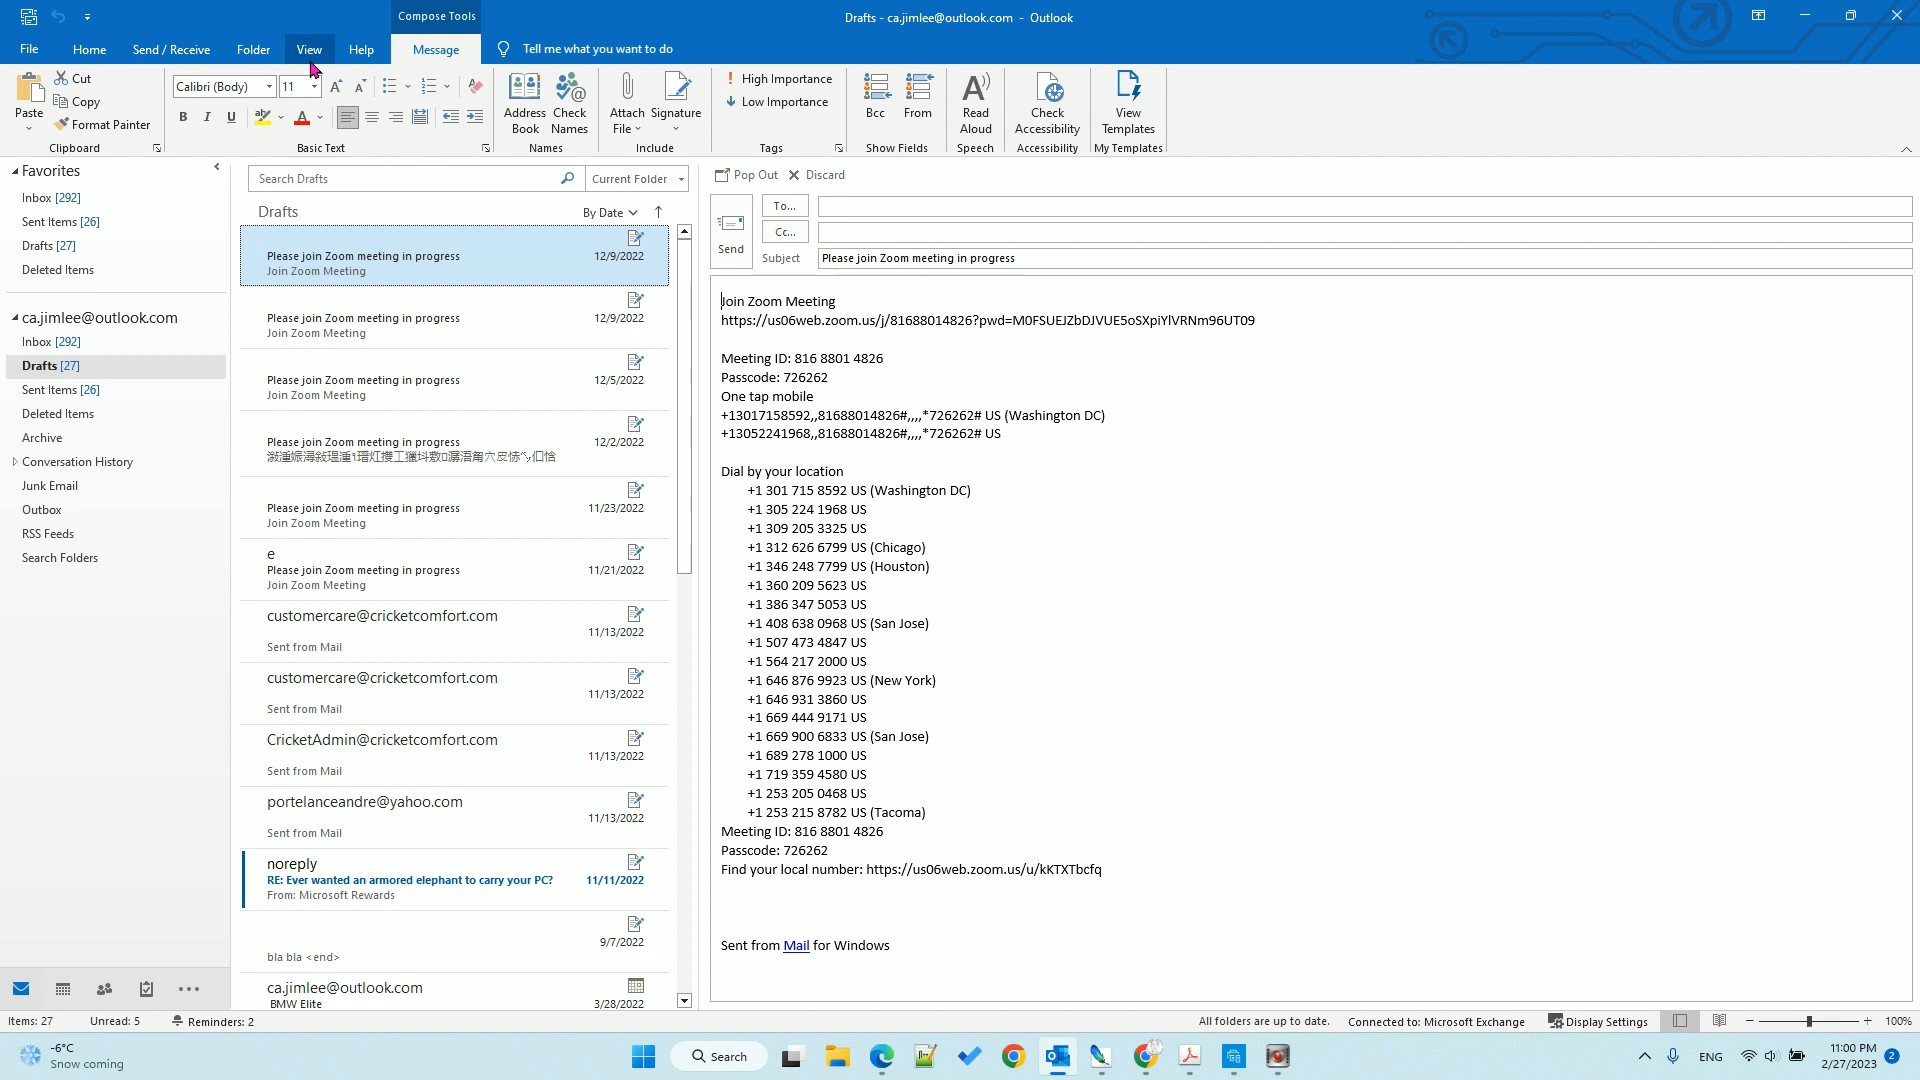 Compose Tools
Drafts - ca.jimlee@outlook.com - Outlook
File
Home
Send / Receive
Folder
View
Help
Message
Tell me what you want to do
Paste
Cut
Copy
Format Painter
Clipboard
Calibri (Body)
11
B I U
A
Basic Text
Address
Book
Check
Names
Names
Attach
File
Signature
Include
High Importance
Low Importance
Tags
Bcc
From
Show Fields
Read
Aloud
Speech
Check
Accessibility
Accessibility
View
Templates
My Templates
Favorites
Inbox [292]
Sent Items [26]
Drafts [27]
Deleted Items
ca.jimlee@outlook.com
Inbox [292]
Drafts [27]
Sent Items [26]
Deleted Items
Archive
Conversation History
Junk Email
Outbox
RSS Feeds
Search Folders
Search Drafts
Current Folder
Drafts
By Date
Please join Zoom meeting in progress 12/9/2022
Join Zoom Meeting
Please join Zoom meeting in progress 12/9/2022
Join Zoom Meeting
Please join Zoom meeting in progress 12/5/2022
Join Zoom Meeting
Please join Zoom meeting in progress 12/2/2022
Please join Zoom meeting in progress 11/23/2022
Join Zoom Meeting
e
Please join Zoom meeting in progress 11/21/2022
Join Zoom Meeting
customercare@cricketcomfort.com
11/13/2022
Sent from Mail
customercare@cricketcomfort.com
11/13/2022
Sent from Mail
CricketAdmin@cricketcomfort.com
11/13/2022
Sent from Mail
portelanceandre@yahoo.com
11/13/2022
Sent from Mail
noreply
RE: Ever wanted an armored elephant to carry your PC? 11/11/2022
From: Microsoft Rewards
9/7/2022
bla bla <end>
ca.jimlee@outlook.com
BMW Elite 3/28/2022
Pop Out
Discard
Send
To...
Cc...
Subject
Please join Zoom meeting in progress
Join Zoom Meeting
https://us06web.zoom.us/j/81688014826?pwd=M0FSUEJZbDJVUE5oSXpiYlVRNm96UT09
Meeting ID: 816 8801 4826
Passcode: 726262
One tap mobile
+13017158592,,81688014826#,,,,*726262# US (Washington DC)
+13052241968,,81688014826#,,,,*726262# US
Dial by your location
+1 301 715 8592 US (Washington DC)
+1 305 224 1968 US
+1 309 205 3325 US
+1 312 626 6799 US (Chicago)
+1 346 248 7799 US (Houston)
+1 360 209 5623 US
+1 386 347 5053 US
+1 408 638 0968 US (San Jose)
+1 507 473 4847 US
+1 564 217 2000 US
+1 646 876 9923 US (New York)
+1 646 931 3860 US
+1 669 444 9171 US
+1 669 900 6833 US (San Jose)
+1 689 278 1000 US
+1 719 359 4580 US
+1 253 205 0468 US
+1 253 215 8782 US (Tacoma)
Meeting ID: 816 8801 4826
Passcode: 726262
Find your local number: https://us06web.zoom.us/u/kKTXTbcfq
Sent from Mail for Windows
Items: 27
Unread: 5
Reminders: 2
All folders are up to date.
Connected to: Microsoft Exchange
Display Settings
100%
-6°C
Snow coming
Search
ENG
11:00 PM
2/27/2023
2